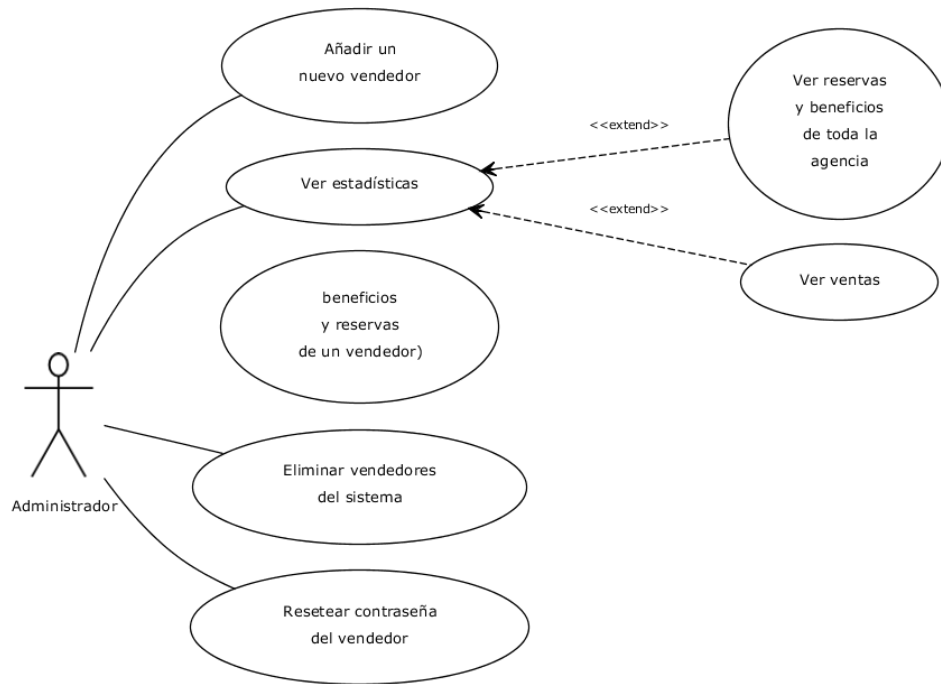 Añadir un
nuevo vendedor
Ver reservas
y beneficios
de toda la
agencia
<<extend>>
Ver estadísticas
<<extend>>
Ver ventas
beneficios
y reservas
de un vendedor)
Eliminar vendedores
del sistema
Administrador
Resetear contraseña
del vendedor